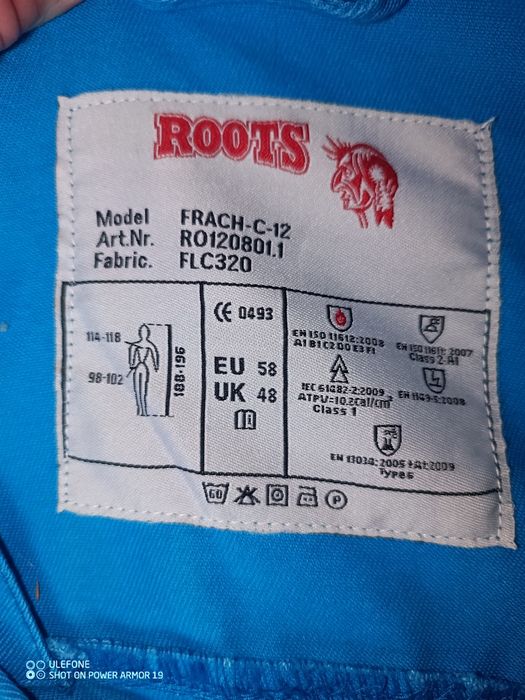 ROOTS
Model FRACH-C-12
Art.Nr. RO120801.1
Fabric. FLC320
114-118
98-102
188-196
CE 0493
EU 58
UK 48
i
EN ISO 11612:2008
A1 B1 C2 D0 E3 F1
IEC 61482-2:2009
ATPV=10.2cal/cm²
Class 1
EN ISO 11611: 2007
Class 2-A1
EN 1149-5:2008
EN 13034: 2005 +A1:2009
Type 6
60
P
ULEFONE
SHOT ON POWER ARMOR 19